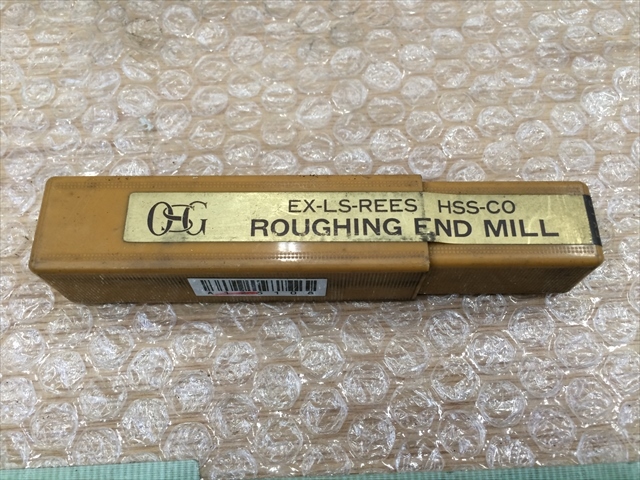 OSG
EX-LS-REES HSS-CO
ROUGHING END MILL